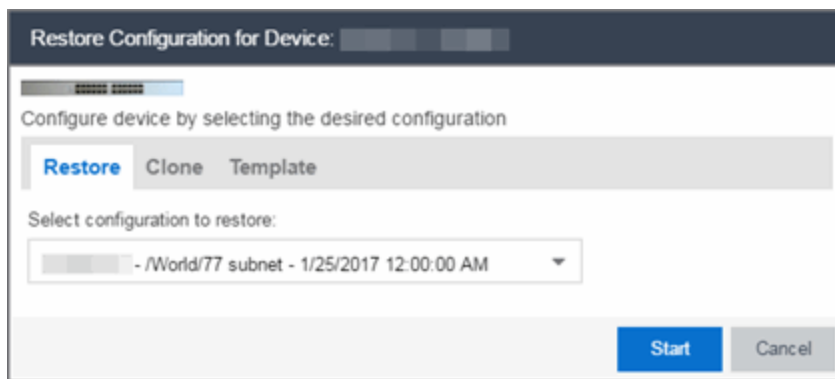 Restore Configuration for Device:
Configure device by selecting the desired configuration
Restore Clone Template
Select configuration to restore:
- /World/77 subnet - 1/25/2017 12:00:00 AM
Start Cancel